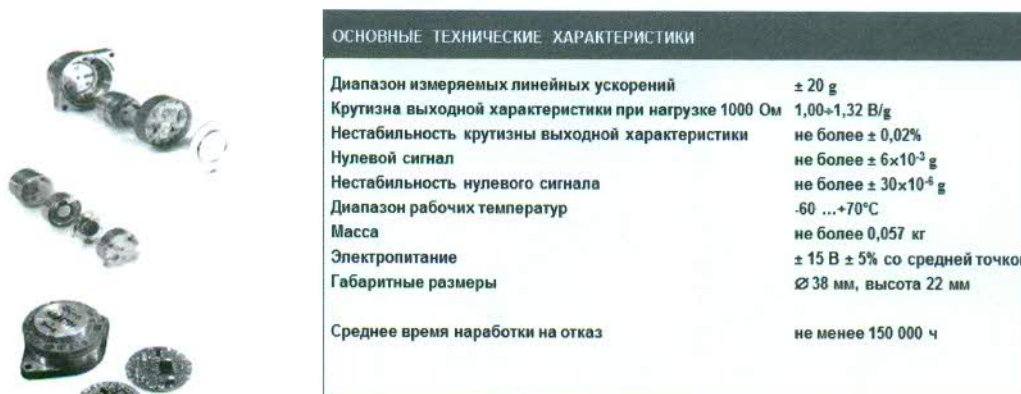 ОСНОВНЫЕ ТЕХНИЧЕСКИЕ ХАРАКТЕРИСТИКИ
Диапазон измеряемых линейных ускорений ± 20 g
Крутизна выходной характеристики при нагрузке 1000 Ом 1,00÷1,32 В/g
Нестабильность крутизны выходной характеристики не более ± 0,02%
Нулевой сигнал не более ± 6×10⁻³ g
Нестабильность нулевого сигнала не более ± 30×10⁻⁶ g
Диапазон рабочих температур -60 ...+70°С
Масса не более 0,057 кг
Электропитание ± 15 В ± 5% со средней точкой
Габаритные размеры Ø 38 мм, высота 22 мм
Среднее время наработки на отказ не менее 150 000 ч